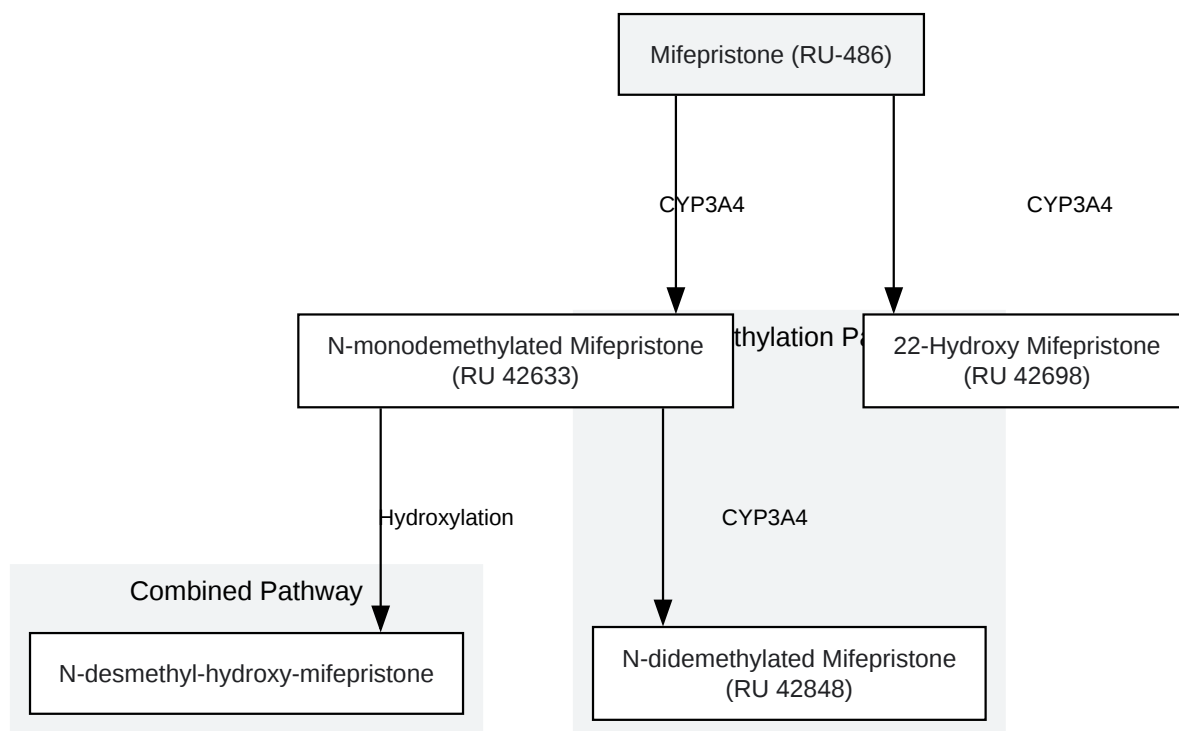 Mifepristone (RU-486)
CYP3A4
CYP3A4
N-monodemethylated Mifepristone
(RU 42633)
22-Hydroxy Mifepristone
(RU 42698)
Hydroxylation
CYP3A4
Combined Pathway
N-desmethyl-hydroxy-mifepristone
N-didemethylated Mifepristone
(RU 42848)